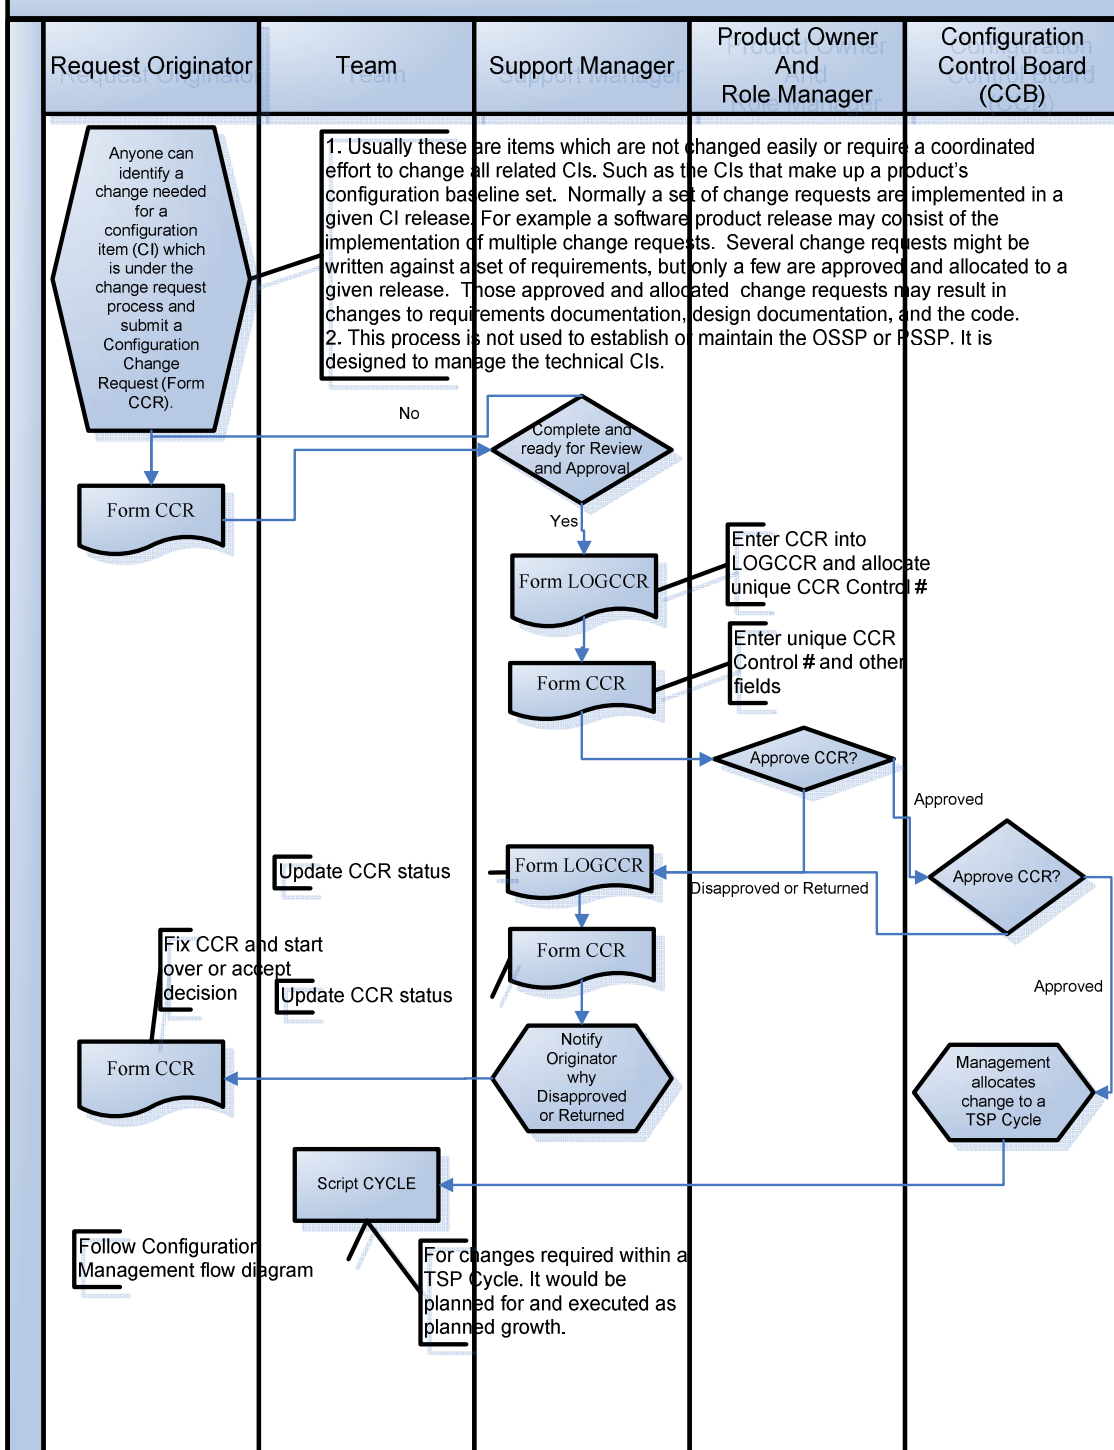 Request Originator
Team
Support Manager
Product Owner
And
Role Manager
Configuration
Control Board
(CCB)
Anyone can
identify a
change needed
for a
configuration
item (CI) which
is under the
change request
process and
submit a
Configuration
Change
Request (Form
CCR).
1. Usually these are items which are not changed easily or require a coordinated
effort to change all related CIs. Such as the CIs that make up a product's
configuration baseline set.  Normally a set of change requests are implemented in a
given CI release. For example a software product release may consist of the
implementation of multiple change requests.  Several change requests might be
written against a set of requirements, but only a few are approved and allocated to a
given release.  Those approved and allocated  change requests may result in
changes to requirements documentation, design documentation, and the code.
2. This process is not used to establish or maintain the OSSP or PSSP. It is
designed to manage the technical CIs.
No
Complete and
ready for Review
and Approval
Form CCR
Yes
Form LOGCCR
Enter CCR into
LOGCCR and allocate
unique CCR Control #
Form CCR
Enter unique CCR
Control # and other
fields
Approve CCR?
Approved
Approve CCR?
Update CCR status
Form LOGCCR
Disapproved or Returned
Fix CCR and start
over or accept
decision
Form CCR
Update CCR status
Approved
Form CCR
Notify
Originator
why
Disapproved
or Returned
Management
allocates
change to a
TSP Cycle
Script CYCLE
Follow Configuration
Management flow diagram
For changes required within a
TSP Cycle. It would be
planned for and executed as
planned growth.